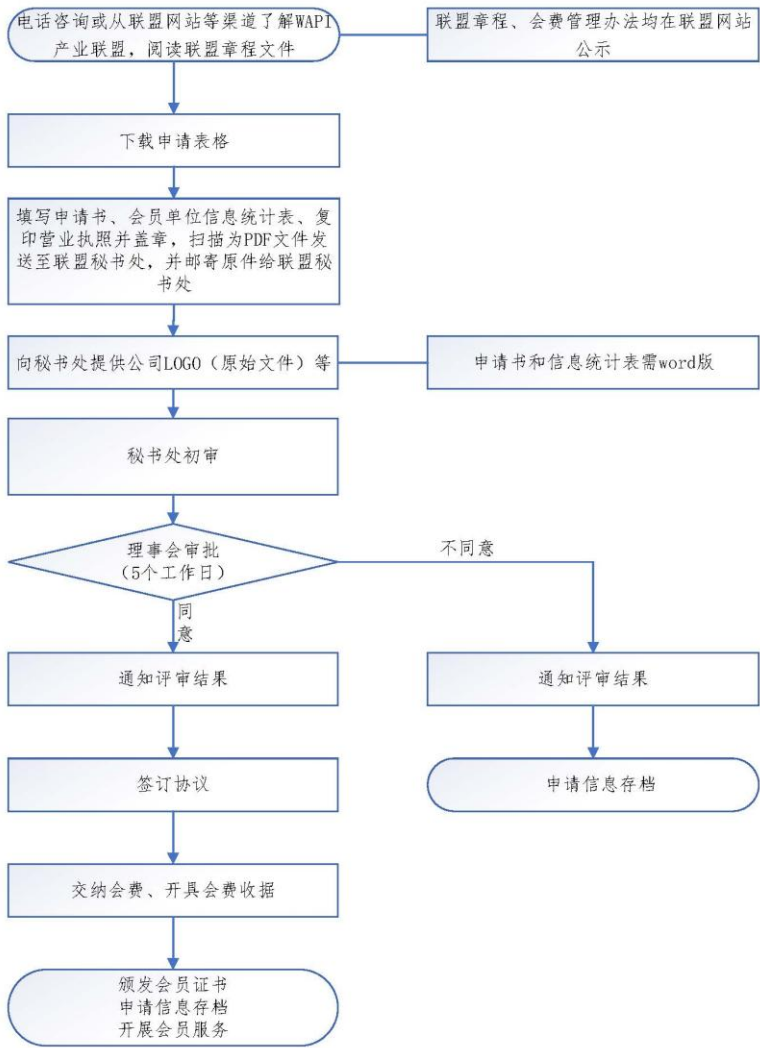 电话咨询或从联盟网站等渠道了解WAPI
产业联盟，阅读联盟章程文件
联盟章程、会费管理办法均在联盟网站
公示
下载申请表格
填写申请书、会员单位信息统计表、复
印营业执照并盖章，扫描为PDF文件发
送至联盟秘书处，并邮寄原件给联盟秘
书处
向秘书处提供公司LOGO（原始文件）等
申请书和信息统计表需word版
秘书处初审
理事会审批
（5个工作日）
不同意
同
意
通知评审结果
通知评审结果
签订协议
申请信息存档
交纳会费、开具会费收据
颁发会员证书
申请信息存档
开展会员服务